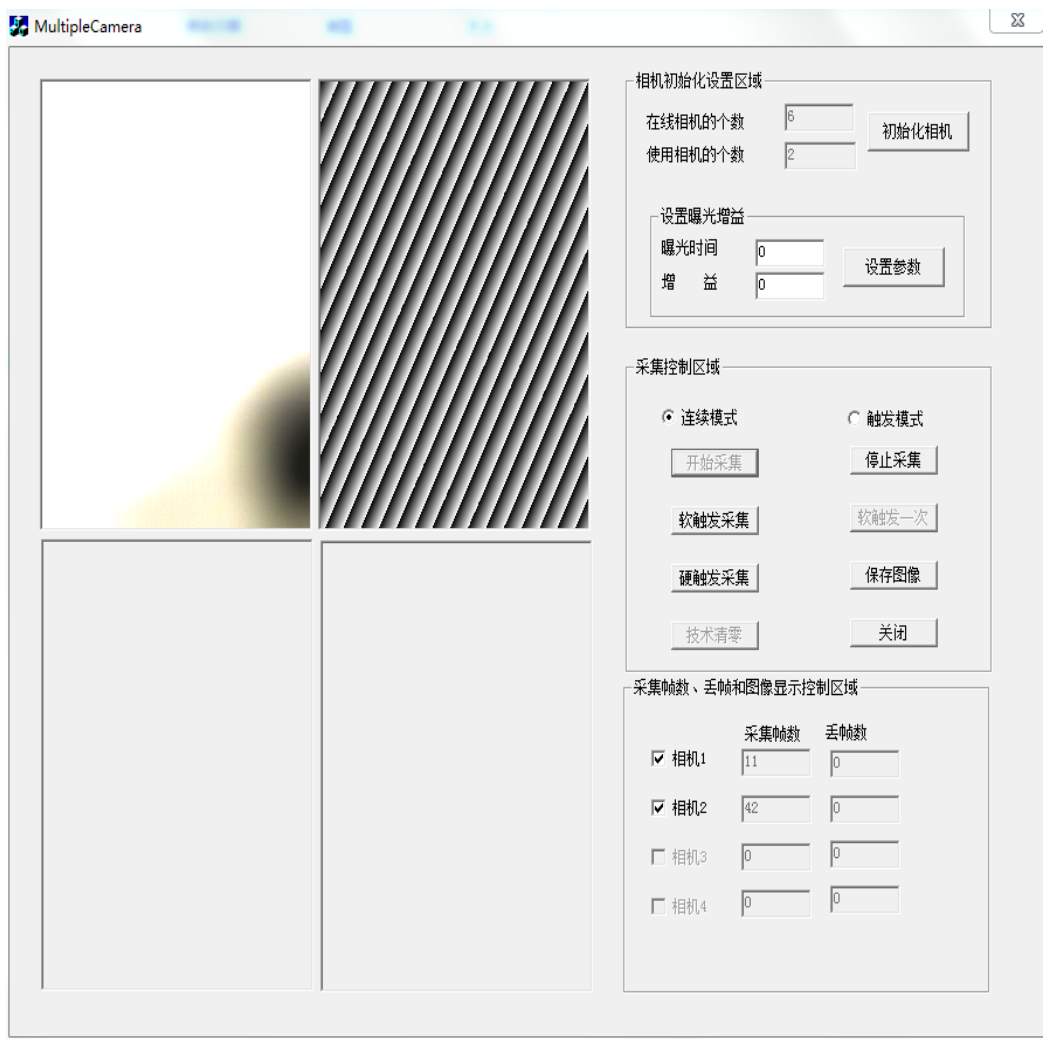 MultipleCamera
相机初始化设置区域
在线相机的个数 6
初始化相机
使用相机的个数 2
设置曝光增益
曝光时间 0
设置参数
增 益 0
采集控制区域
连续模式 触发模式
开始采集 停止采集
软触发采集 软触发一次
硬触发采集 保存图像
技术清零 关闭
采集帧数、丢帧和图像显示控制区域
采集帧数 丢帧数
相机1 11 0
相机2 42 0
相机3 0 0
相机4 0 0